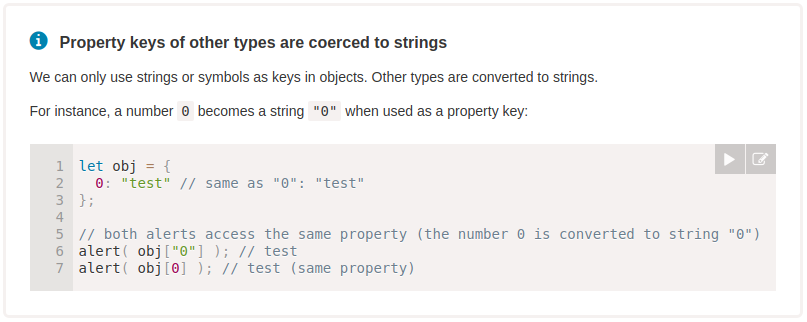 Property keys of other types are coerced to strings
We can only use strings or symbols as keys in objects. Other types are converted to strings.
For instance, a number 0 becomes a string "0" when used as a property key:
1 let obj = {
2   0: "test" // same as "0": "test"
3 };
4
5 // both alerts access the same property (the number 0 is converted to string "0")
6 alert( obj["0"] ); // test
7 alert( obj[0] ); // test (same property)